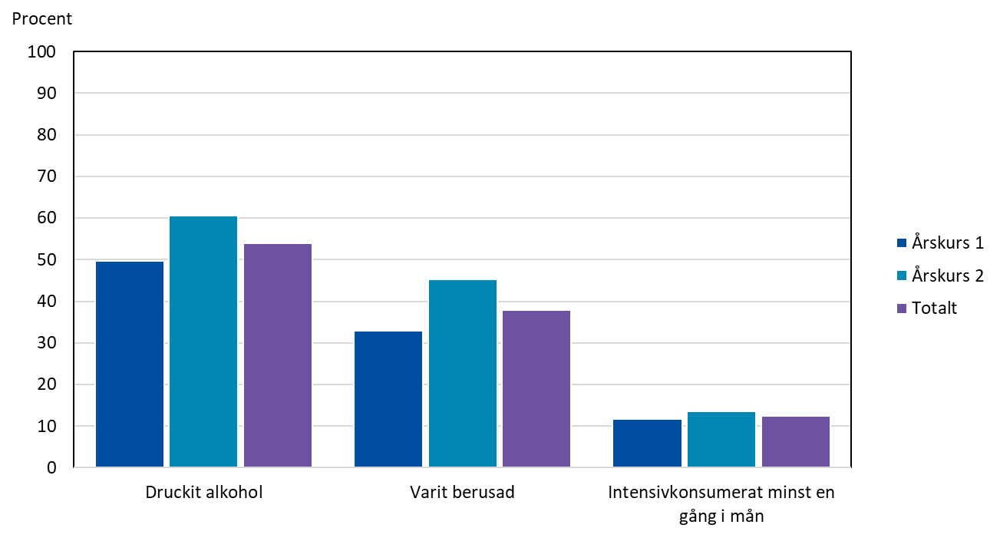 Procent
100
90
80
70
60
50
40
30
20
10
0
Druckit alkohol
Varit berusad
Intensivkonsumerat minst en
gång i mån
Årskurs 1
Årskurs 2
Totalt